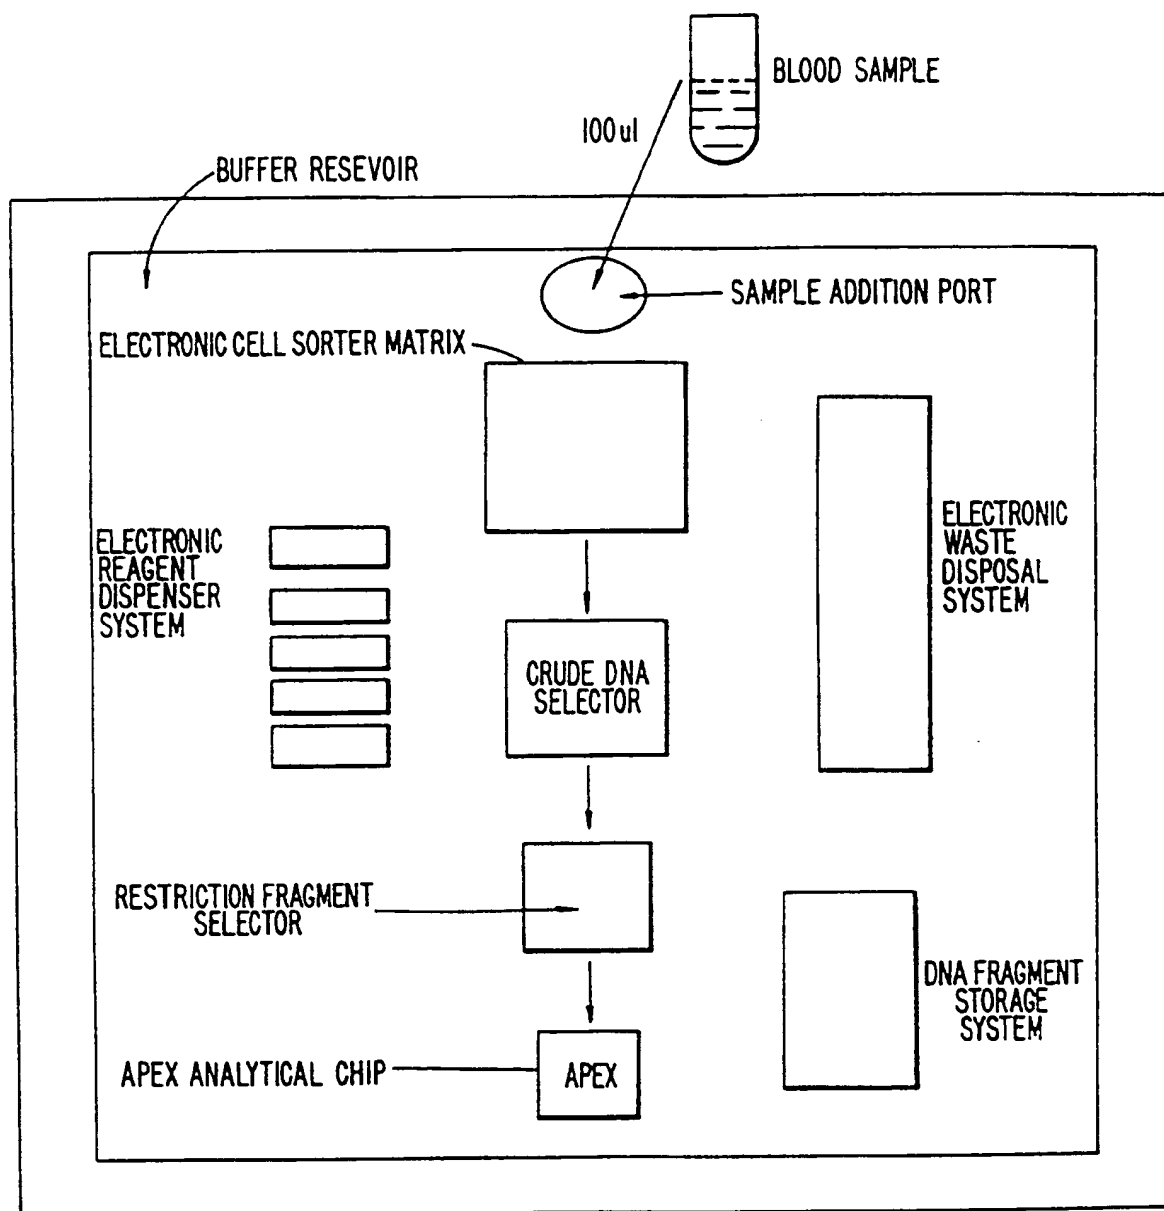 BLOOD SAMPLE
100ul
BUFFER RESEVOIR
SAMPLE ADDITION PORT
ELECTRONIC CELL SORTER MATRIX
ELECTRONIC
REAGENT
DISPENSER
SYSTEM
ELECTRONIC
WASTE
DISPOSAL
SYSTEM
CRUDE DNA
SELECTOR
RESTRICTION FRAGMENT
SELECTOR
DNA FRAGMENT
STORAGE
SYSTEM
APEX ANALYTICAL CHIP
APEX